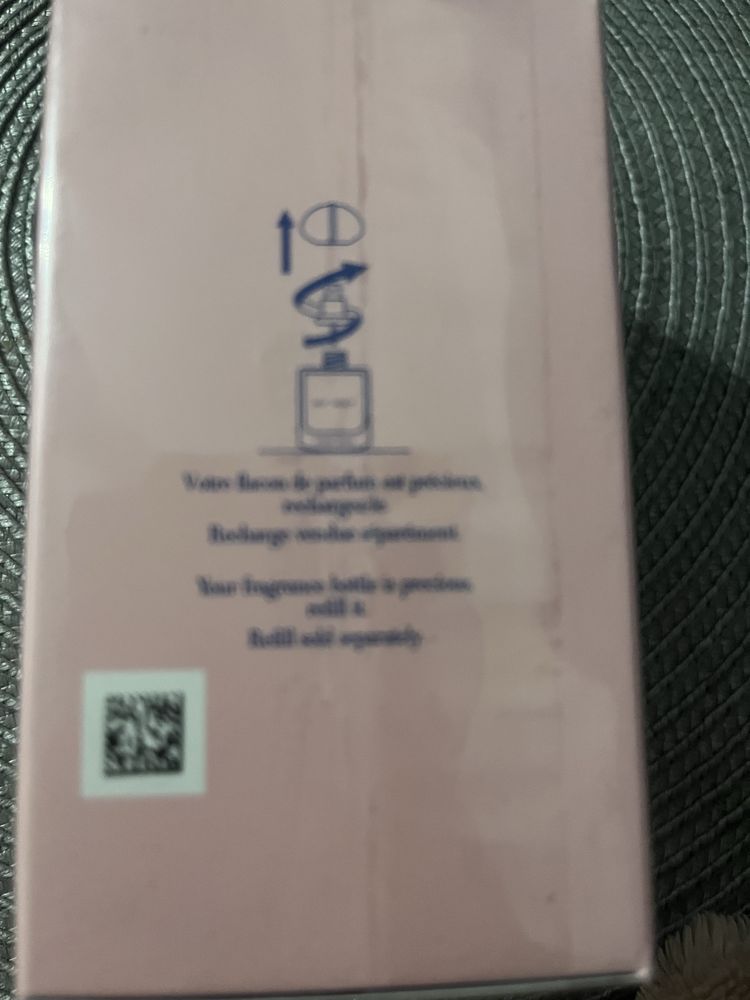 Votre flacon de parfum est précieux,
rechargez-le
Recharge vendue séparément.
Your fragrance bottle is precious,
refill it.
Refill sold separately.